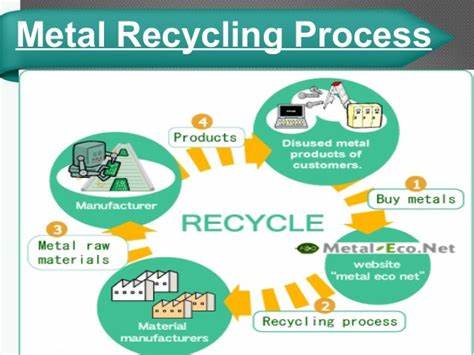 Metal Recycling Process
4
Products
Disused metal
products of
customers.
1
Buy metals
Manufacturer
RECYCLE
3
Metal raw
materials
Metal-Eco.Net
website
"metal eco net"
2
Recycling process
Material
manufacturers